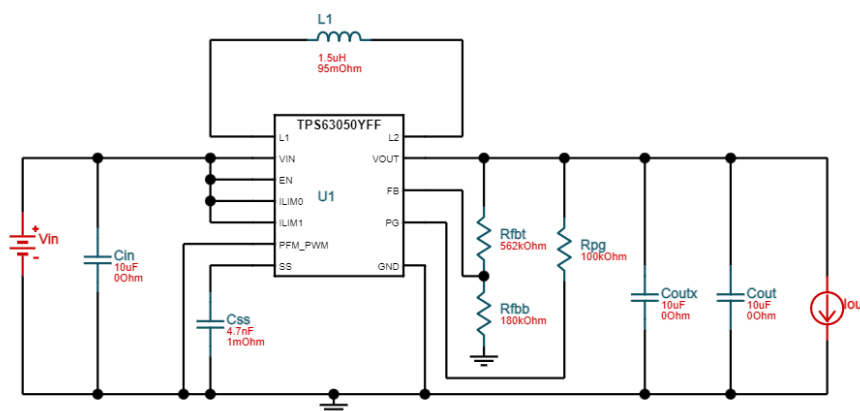 L1
1.5uH
95mOhm
TPS63050YFF
L1
L2
VIN
VOUT
EN
U1
FB
ILIM0
ILIM1
PG
PFM_PWM
SS
GND
+
Vin
-
Cin
10uF
0Ohm
Css
4.7nF
1mOhm
Rfbt
562kOhm
Rpg
100kOhm
Rfbb
180kOhm
Coutx
10uF
0Ohm
Cout
10uF
0Ohm
Iou